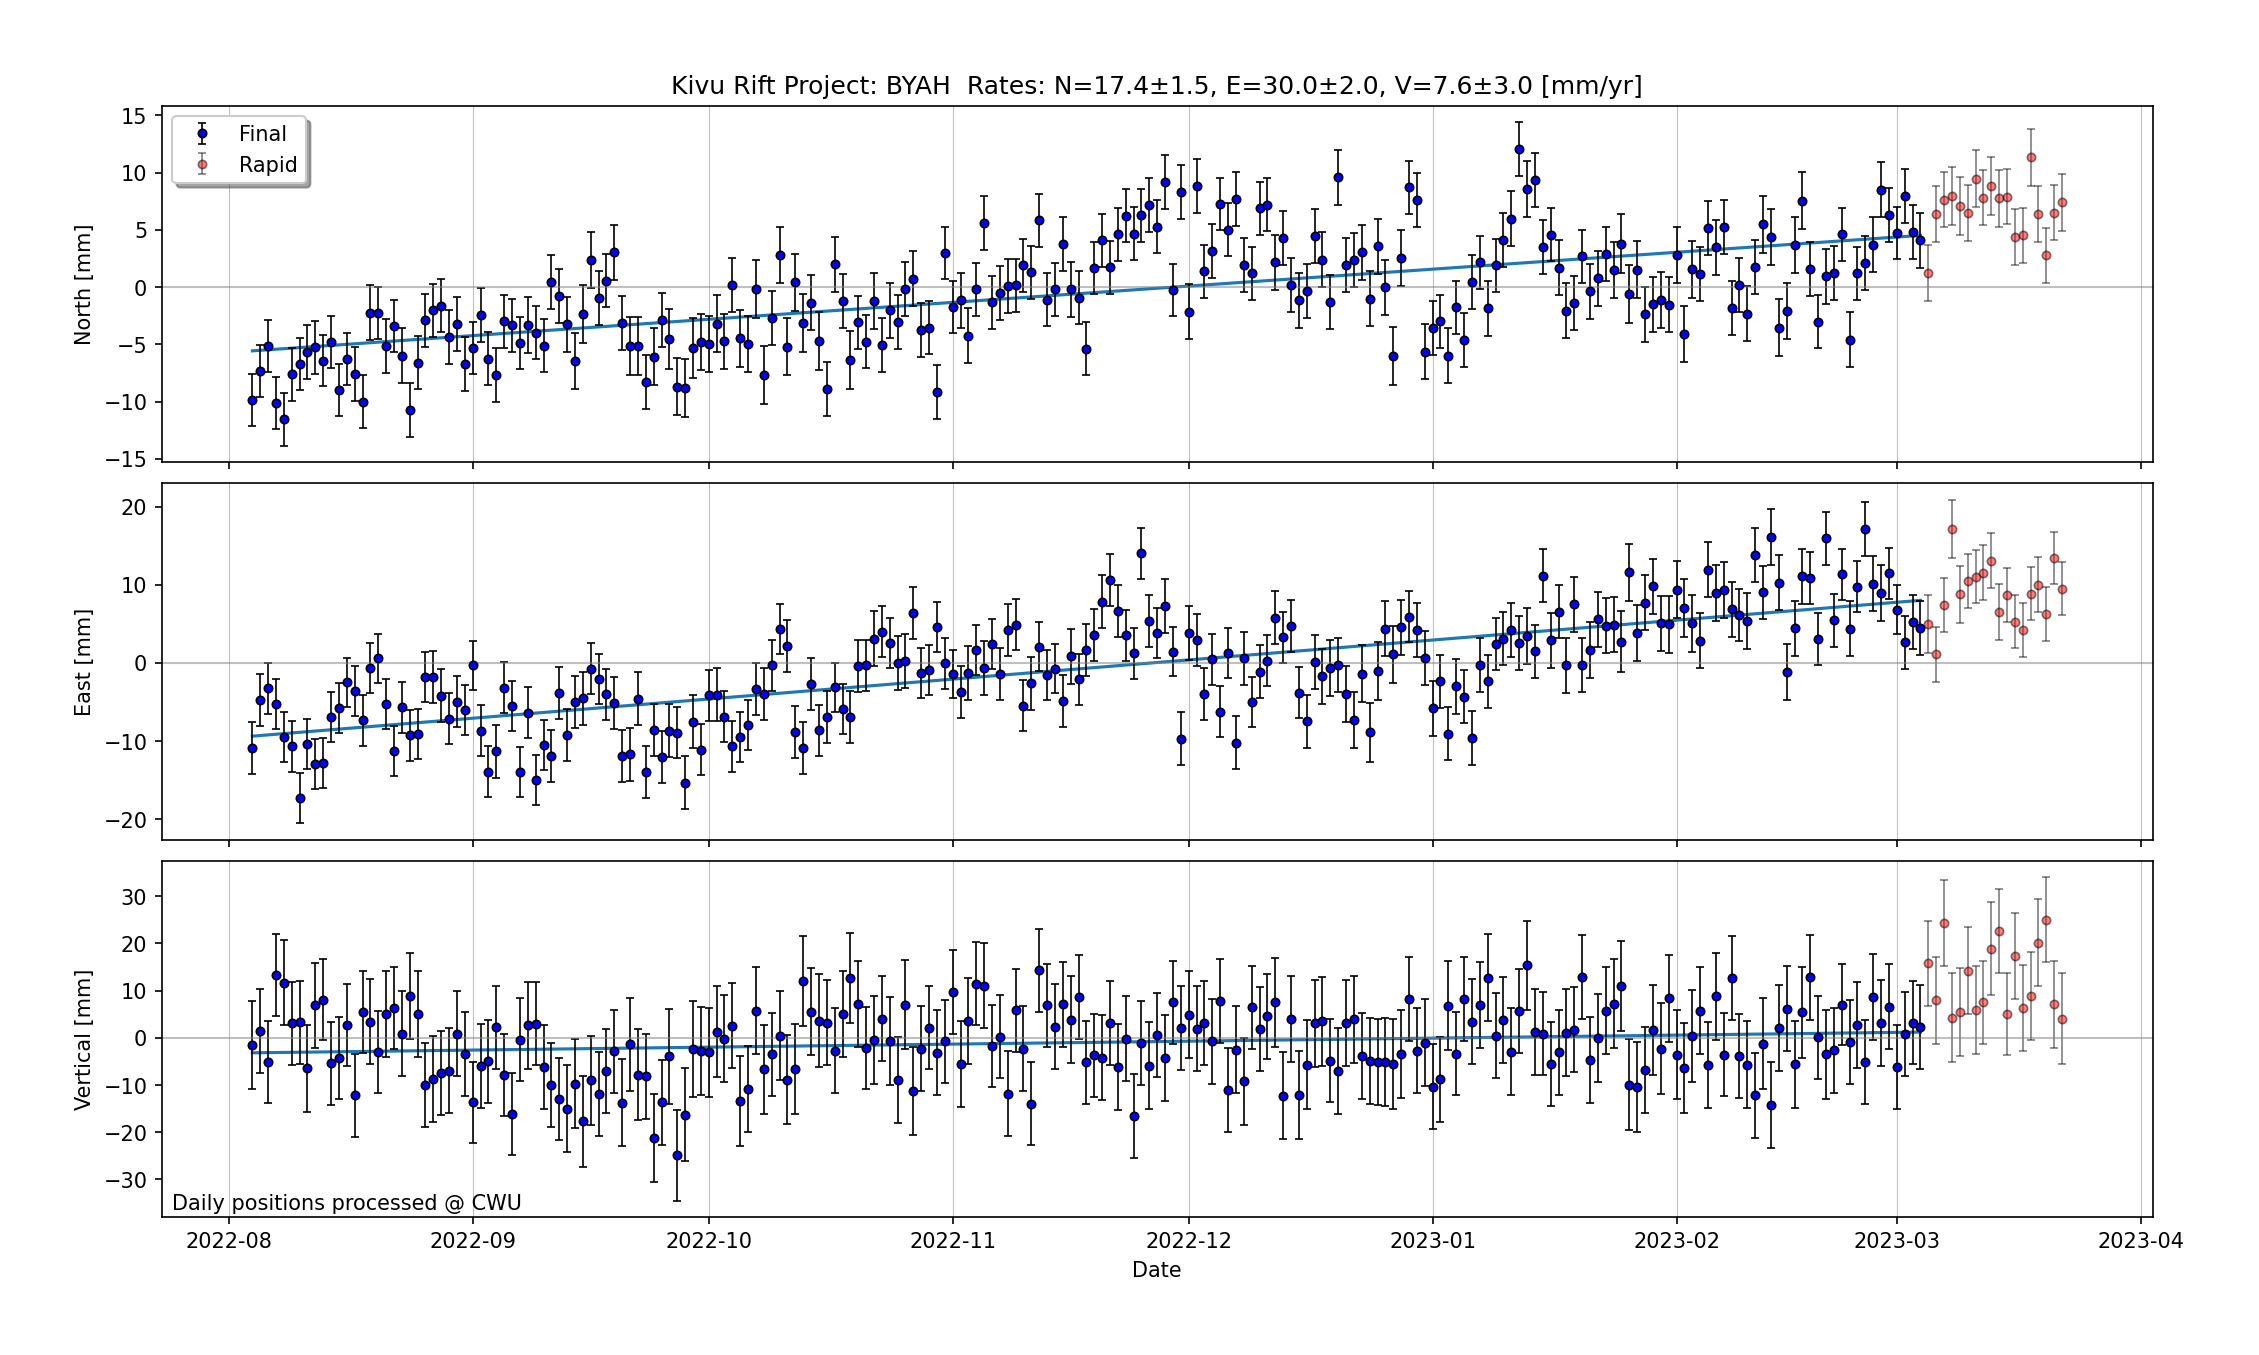 Kivu Rift Project: BYAH  Rates: N=17.4±1.5, E=30.0±2.0, V=7.6±3.0 [mm/yr]
Final
Rapid
North [mm]
15
10
5
0
−5
−10
−15
East [mm]
20
10
0
−10
−20
Vertical [mm]
30
20
10
0
−10
−20
−30
Daily positions processed @ CWU
2022-08 2022-09 2022-10 2022-11 2022-12 2023-01 2023-02 2023-03 2023-04
Date